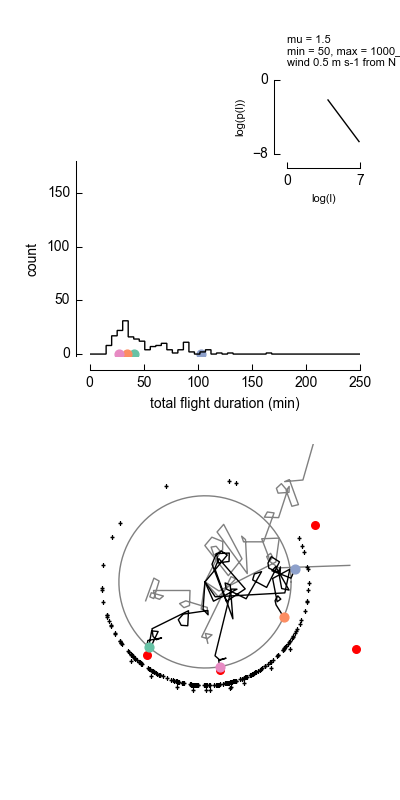 mu = 1.5
min = 50, max = 1000_
wind 0.5 m s-1 from N
0
log(p(l))
−8
0 7
log(l)
150
100
50
0
count
0 50 100 150 200 250
total flight duration (min)